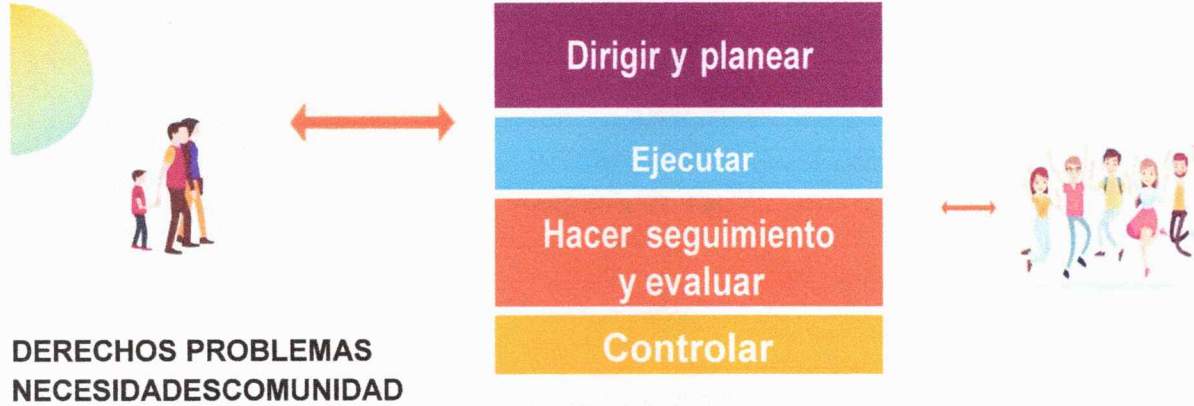 Dirigir y planear
Ejecutar
Hacer seguimiento
y evaluar
Controlar
DERECHOS PROBLEMAS
NECESIDADESCOMUNIDAD